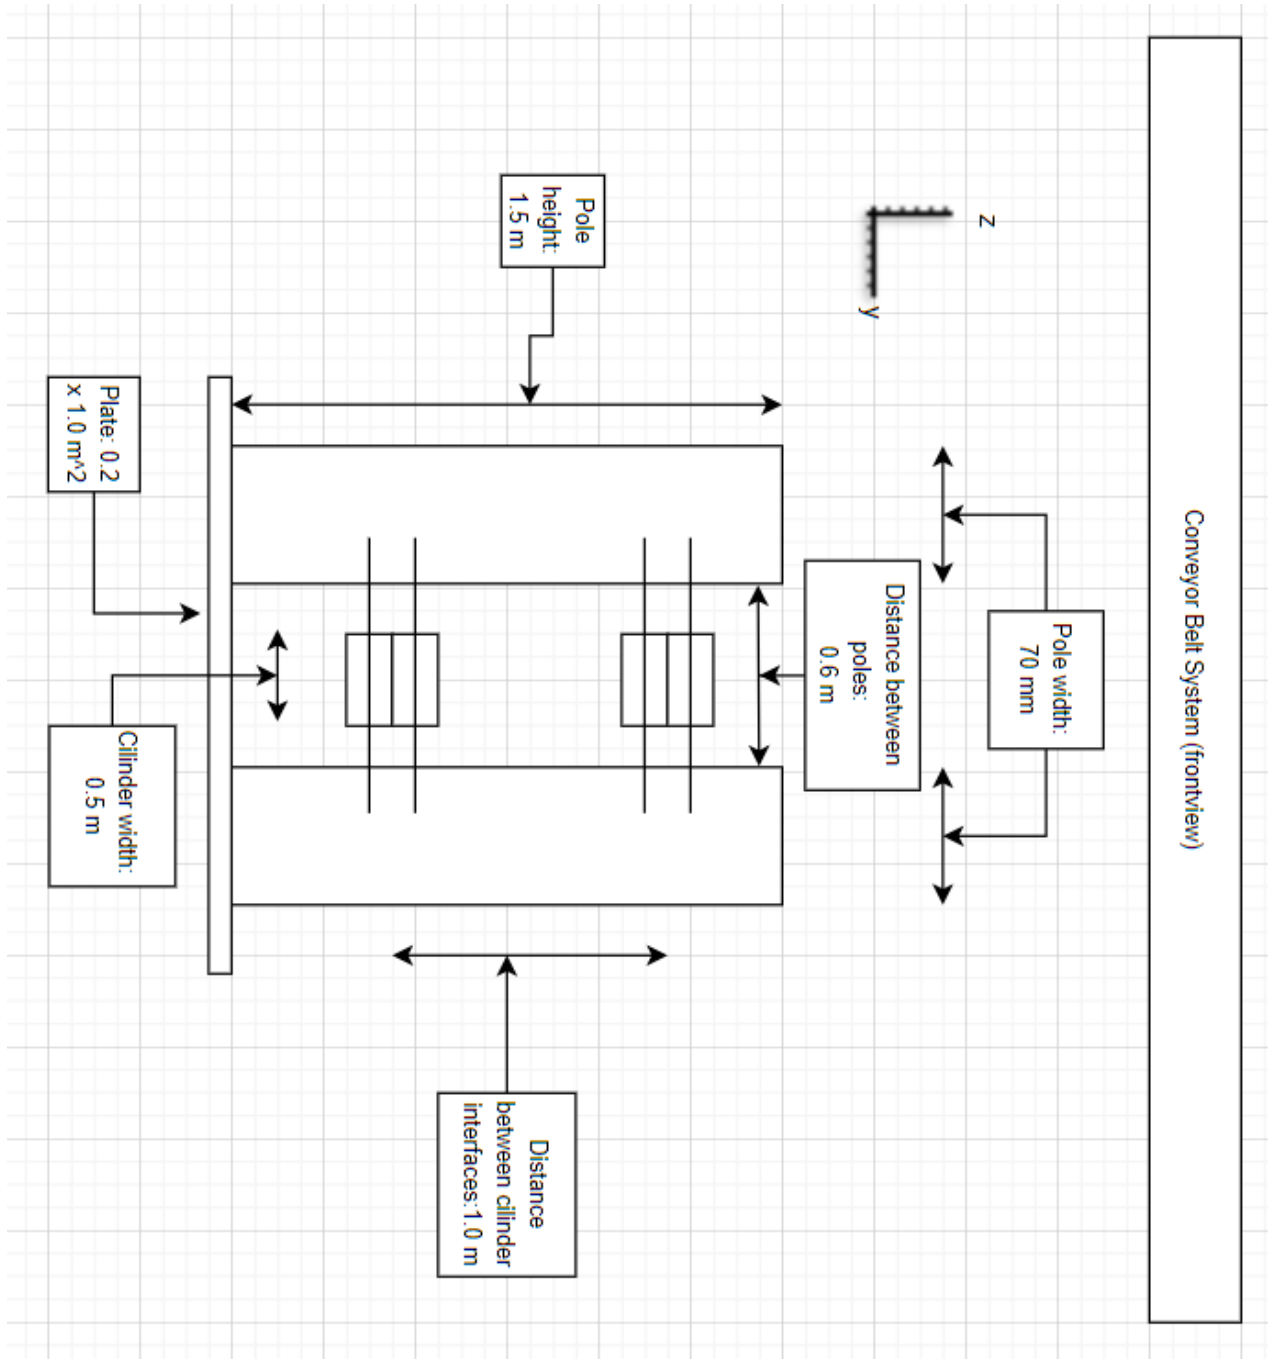 Conveyor Belt System (frontview)
z
y
Pole width:
70 mm
Distance between
poles:
0.6 m
Pole
height:
1.5 m
Distance
between cilinder
interfaces:1.0 m
Cilinder width:
0.5 m
Plate: 0.2
x 1.0 m^2